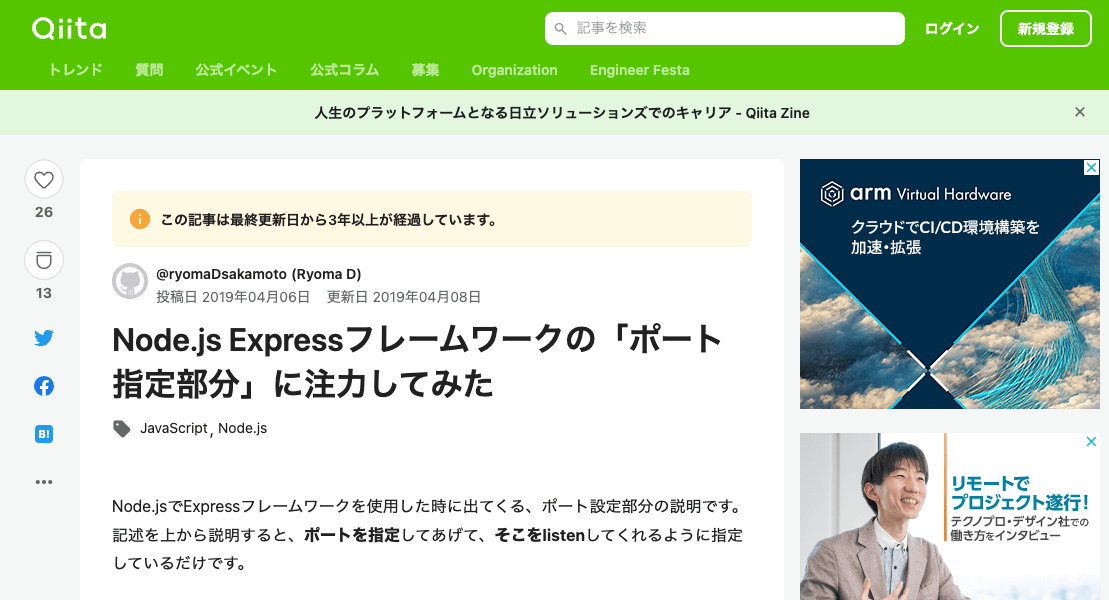 Qiita
記事を検索
ログイン
新規登録
トレンド
質問
公式イベント
公式コラム
募集
Organization
Engineer Festa
人生のプラットフォームとなる日立ソリューションズでのキャリア - Qiita Zine
26
13
B!
この記事は最終更新日から3年以上が経過しています。
@ryomaDsakamoto (Ryoma D)
投稿日 2019年04月06日 更新日 2019年04月08日
Node.js Expressフレームワークの「ポート
指定部分」に注力してみた
JavaScript, Node.js
Node.jsでExpressフレームワークを使用した時に出てくる、ポート設定部分の説明です。
記述を上から説明すると、ポートを指定してあげて、そこをlistenしてくれるように指定
しているだけです。
arm Virtual Hardware
クラウドでCI/CD環境構築を
加速・拡張
リモートで
プロジェクト遂行!
テクノプロ・デザイン社での
働き方をインタビュー